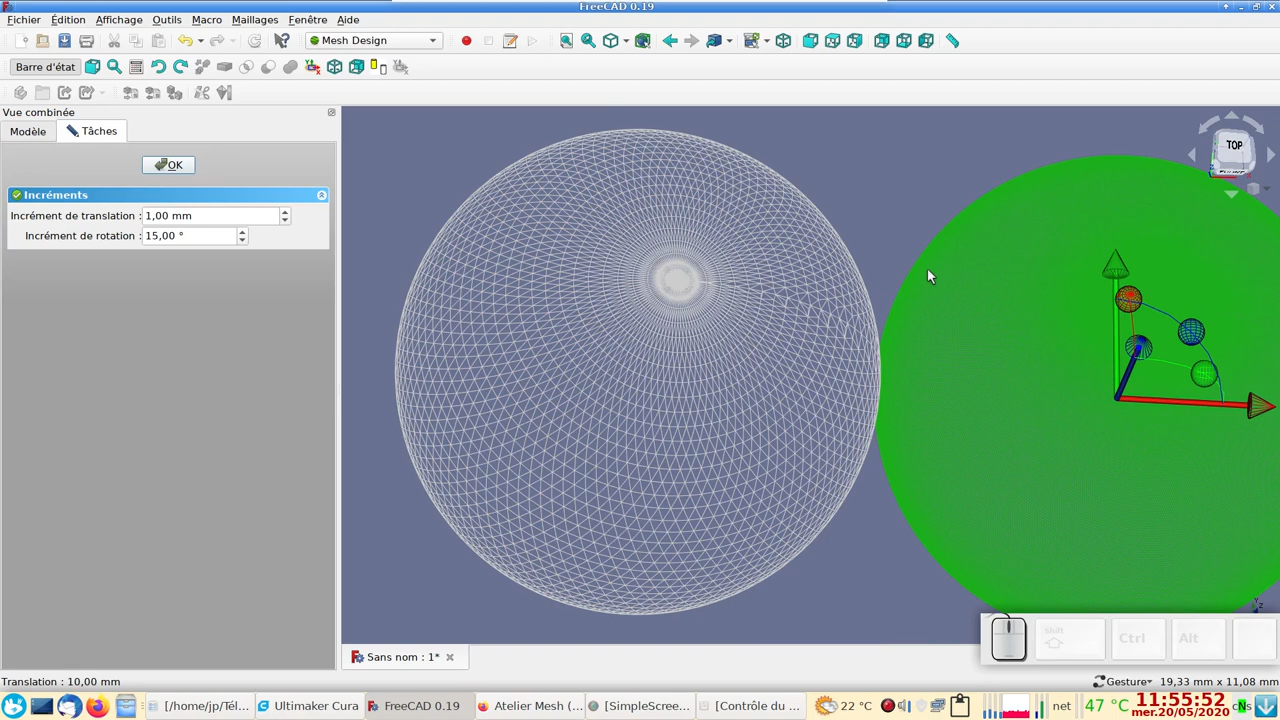 FreeCAD 0.19
Fichier Édition Affichage Outils Macro Maillages Fenêtre Aide
Mesh Design
Barre d'état
Vue combinée
Modèle Tâches
OK
Incréments
Incrément de translation : 1,00 mm
Incrément de rotation : 15,00 °
TOP
Shift Ctrl Alt
Sans nom : 1*
Translation : 10,00 mm Gesture 19,33 mm x 11,08 mm
[/home/jp/Tél... Ultimaker Cura FreeCAD 0.19 Atelier Mesh (... [SimpleScree... [Contrôle du ... 22 °C net 47 °C 11:55:52
mer.20/05/2020